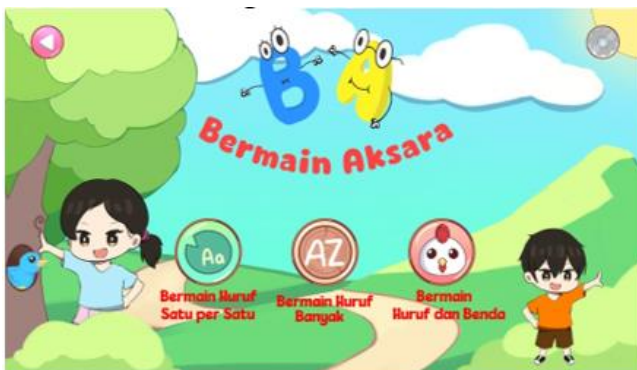 B A
Bermain Aksara
Aa
AZ
Bermain Huruf
Satu per Satu
Bermain Huruf
Banyak
Bermain
Huruf dan Benda